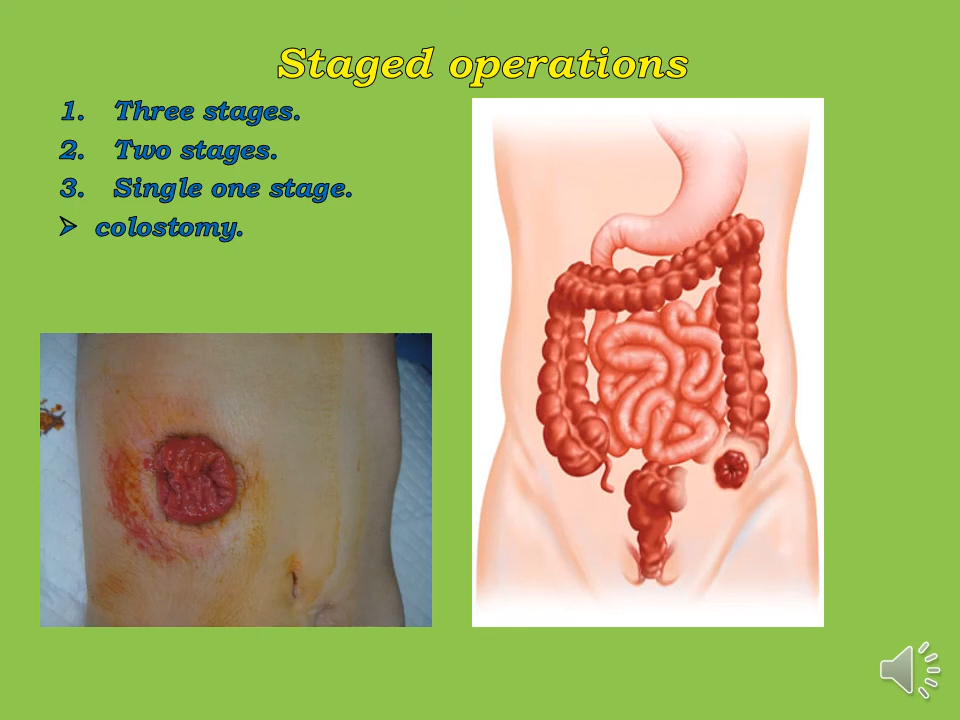 Staged operations
1. Three stages.
2. Two stages.
3. Single one stage.
➢ colostomy.